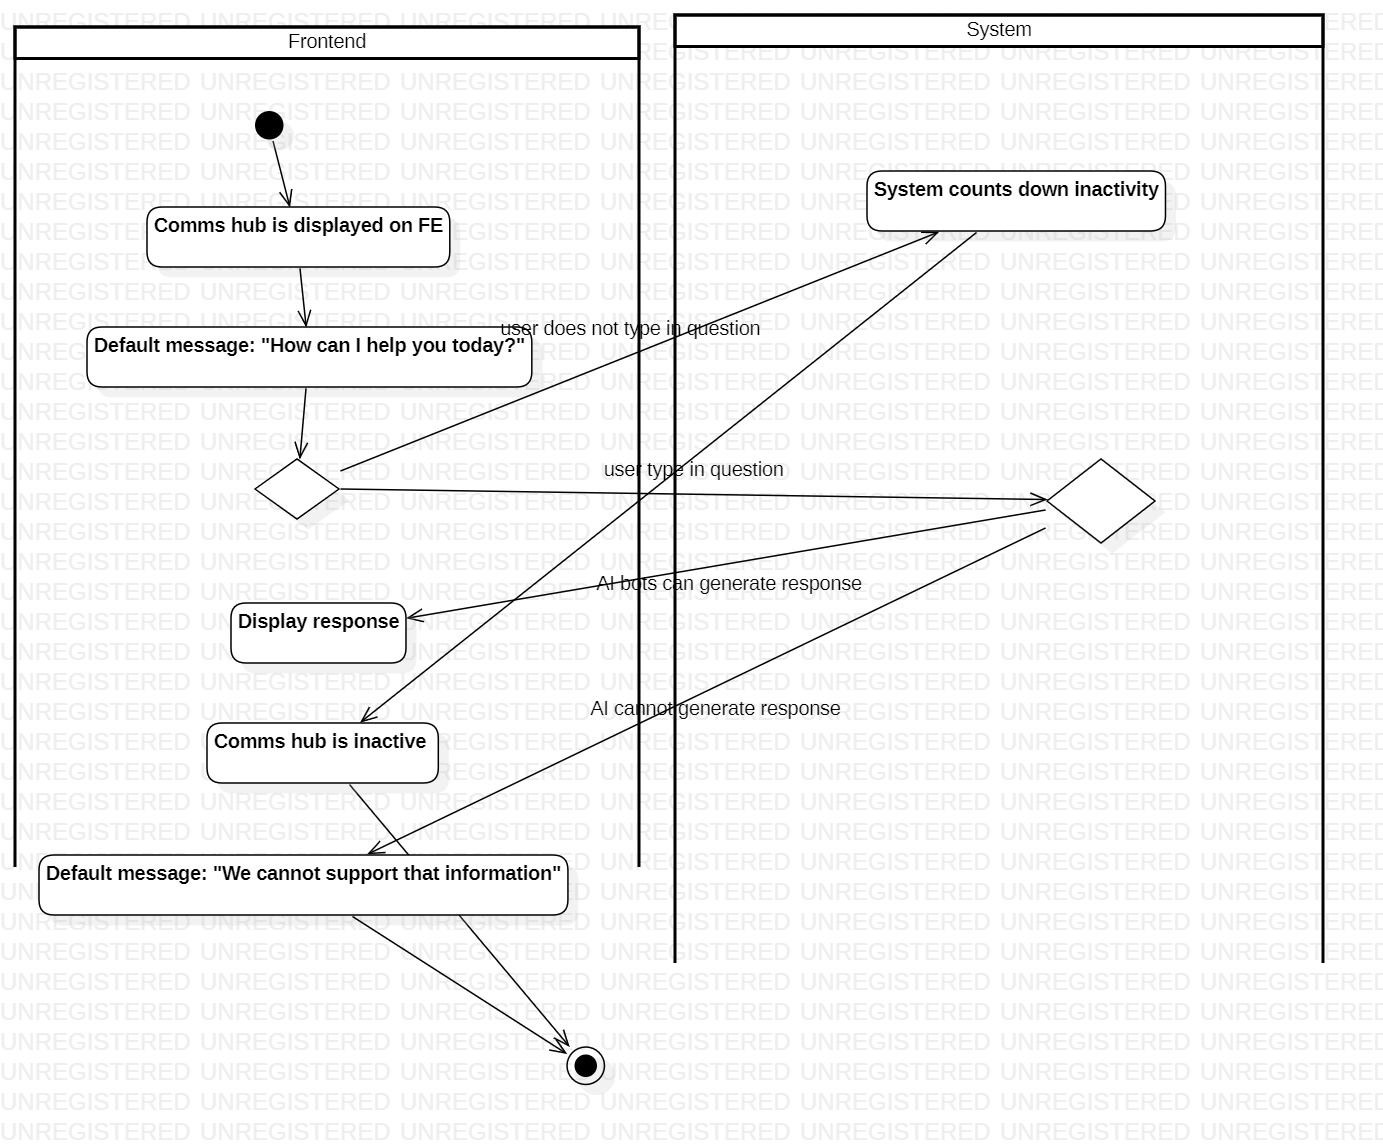 Frontend
System
System counts down inactivity
Comms hub is displayed on FE
user does not type in question
Default message: "How can I help you today?"
user type in question
AI bots can generate response
Display response
AI cannot generate response
Comms hub is inactive
Default message: "We cannot support that information"
UNREGISTERED